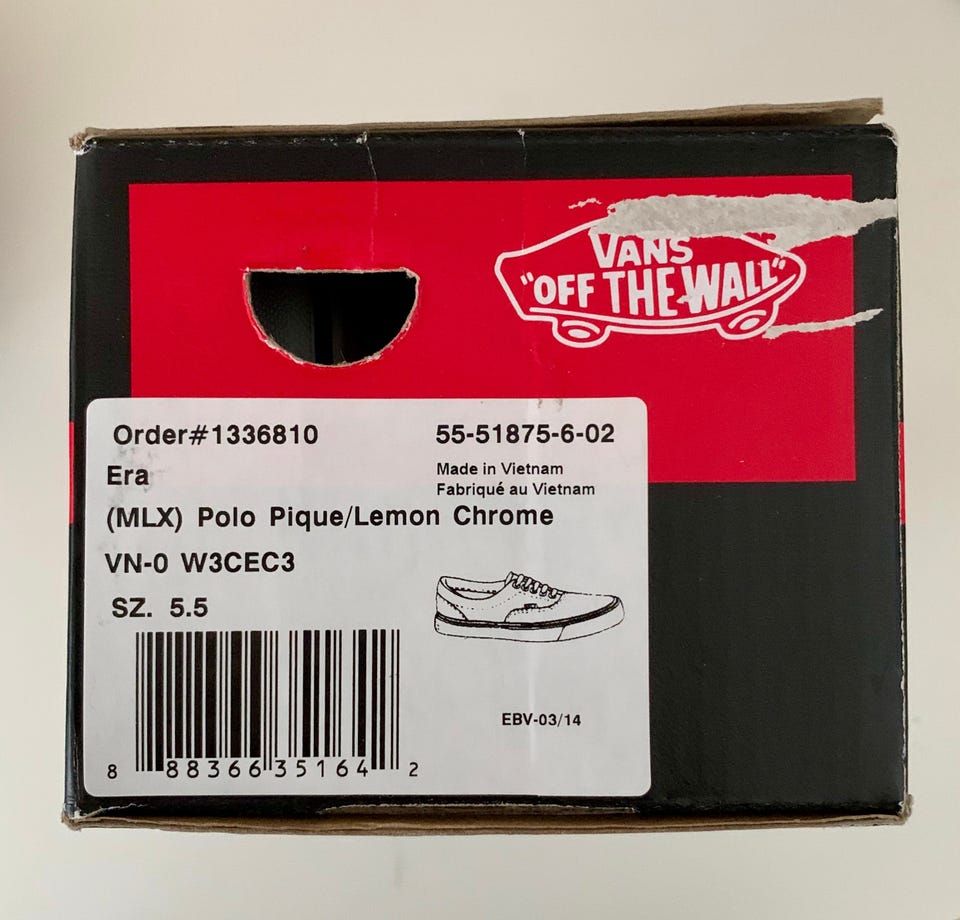 VANS
"OFF THE WALL"
Order#1336810 55-51875-6-02
Era Made in Vietnam
Fabriqué au Vietnam
(MLX) Polo Pique/Lemon Chrome
VN-0 W3CEC3
SZ. 5.5
EBV-03/14
8 88366 35164 2